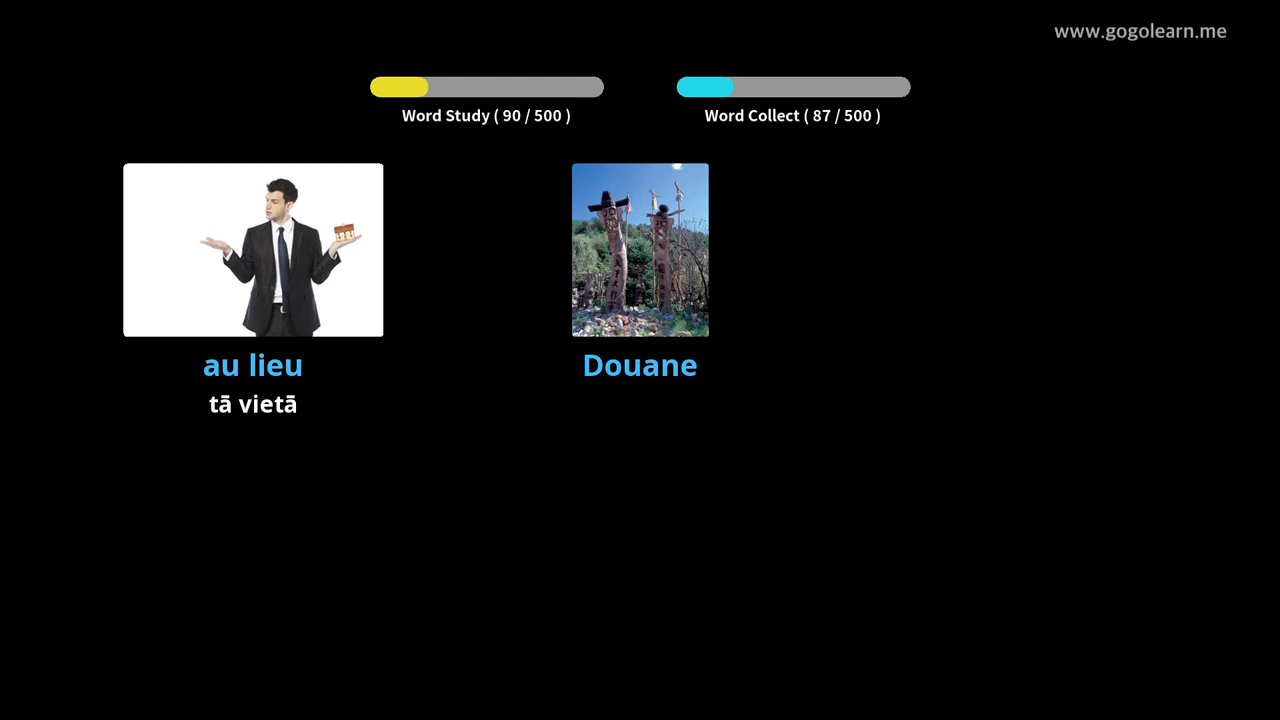 www.gogolearn.me
Word Study ( 90 / 500 )
Word Collect ( 87 / 500 )
au lieu
tā vietā
Douane